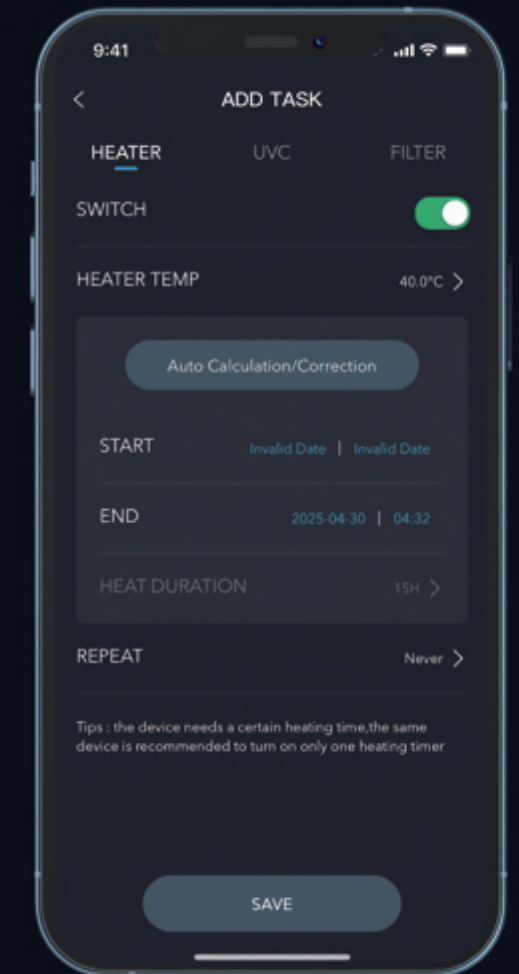 9:41
ADD TASK
HEATER UVC FILTER
SWITCH
HEATER TEMP 40.0°C
Auto Calculation/Correction
START Invalid Date | Invalid Date
END 2025-04-30 | 04:32
HEAT DURATION 15H
REPEAT Never
Tips : the device needs a certain heating time,the same
device is recommended to turn on only one heating timer
SAVE